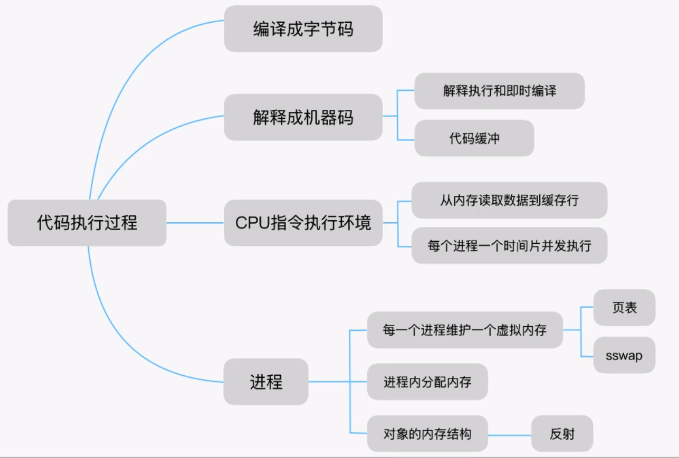 编译成字节码
解释成机器码
解释执行和即时编译
代码缓冲
代码执行过程
CPU指令执行环境
从内存读取数据到缓存行
每个进程一个时间片并发执行
进程
每一个进程维护一个虚拟内存
页表
sswap
进程内分配内存
对象的内存结构
反射